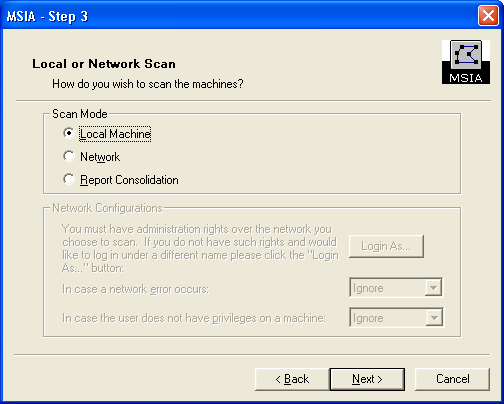 MSIA - Step 3
Local or Network Scan
How do you wish to scan the machines?
MSIA
Scan Mode
Local Machine
Network
Report Consolidation
Network Configurations
You must have administration rights over the network you
choose to scan. If you do not have such rights and would
like to log in under a different name please click the "Login
As..." button:
Login As...
In case a network error occurs:
Ignore
In case the user does not have privileges on a machine:
Ignore
< Back
Next >
Cancel